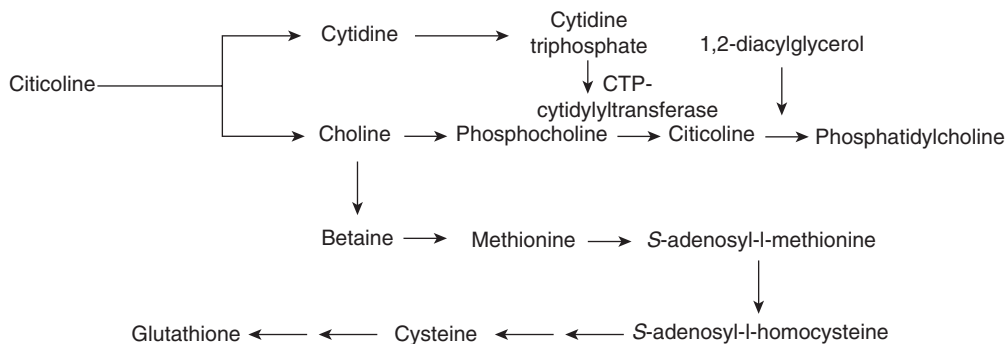 Citicoline
Cytidine
Cytidine
triphosphate
1,2-diacylglycerol
CTP-
cytidylyltransferase
Choline
Phosphocholine
Citicoline
Phosphatidylcholine
Betaine
Methionine
S-adenosyl-l-methionine
Glutathione
Cysteine
S-adenosyl-l-homocysteine